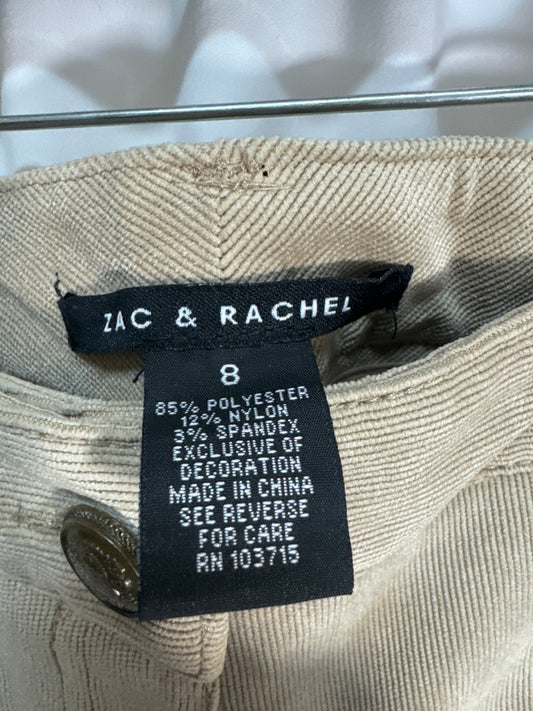 ZAC & RACHEL
8
85% POLYESTER
12% NYLON
3% SPANDEX
EXCLUSIVE OF
DECORATION
MADE IN CHINA
SEE REVERSE
FOR CARE
RN 103715